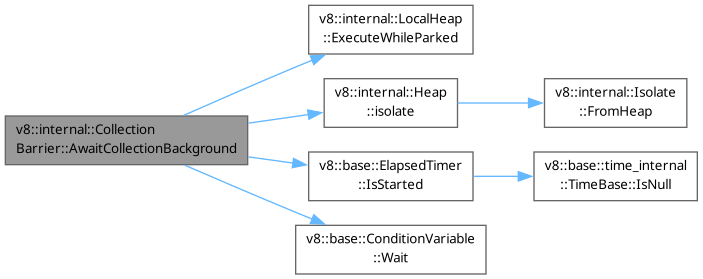 v8::internal::LocalHeap
::ExecuteWhileParked
v8::internal::Heap
::isolate
v8::internal::Isolate
::FromHeap
v8::internal::Collection
Barrier::AwaitCollectionBackground
v8::base::ElapsedTimer
::IsStarted
v8::base::time_internal
::TimeBase::IsNull
v8::base::ConditionVariable
::Wait